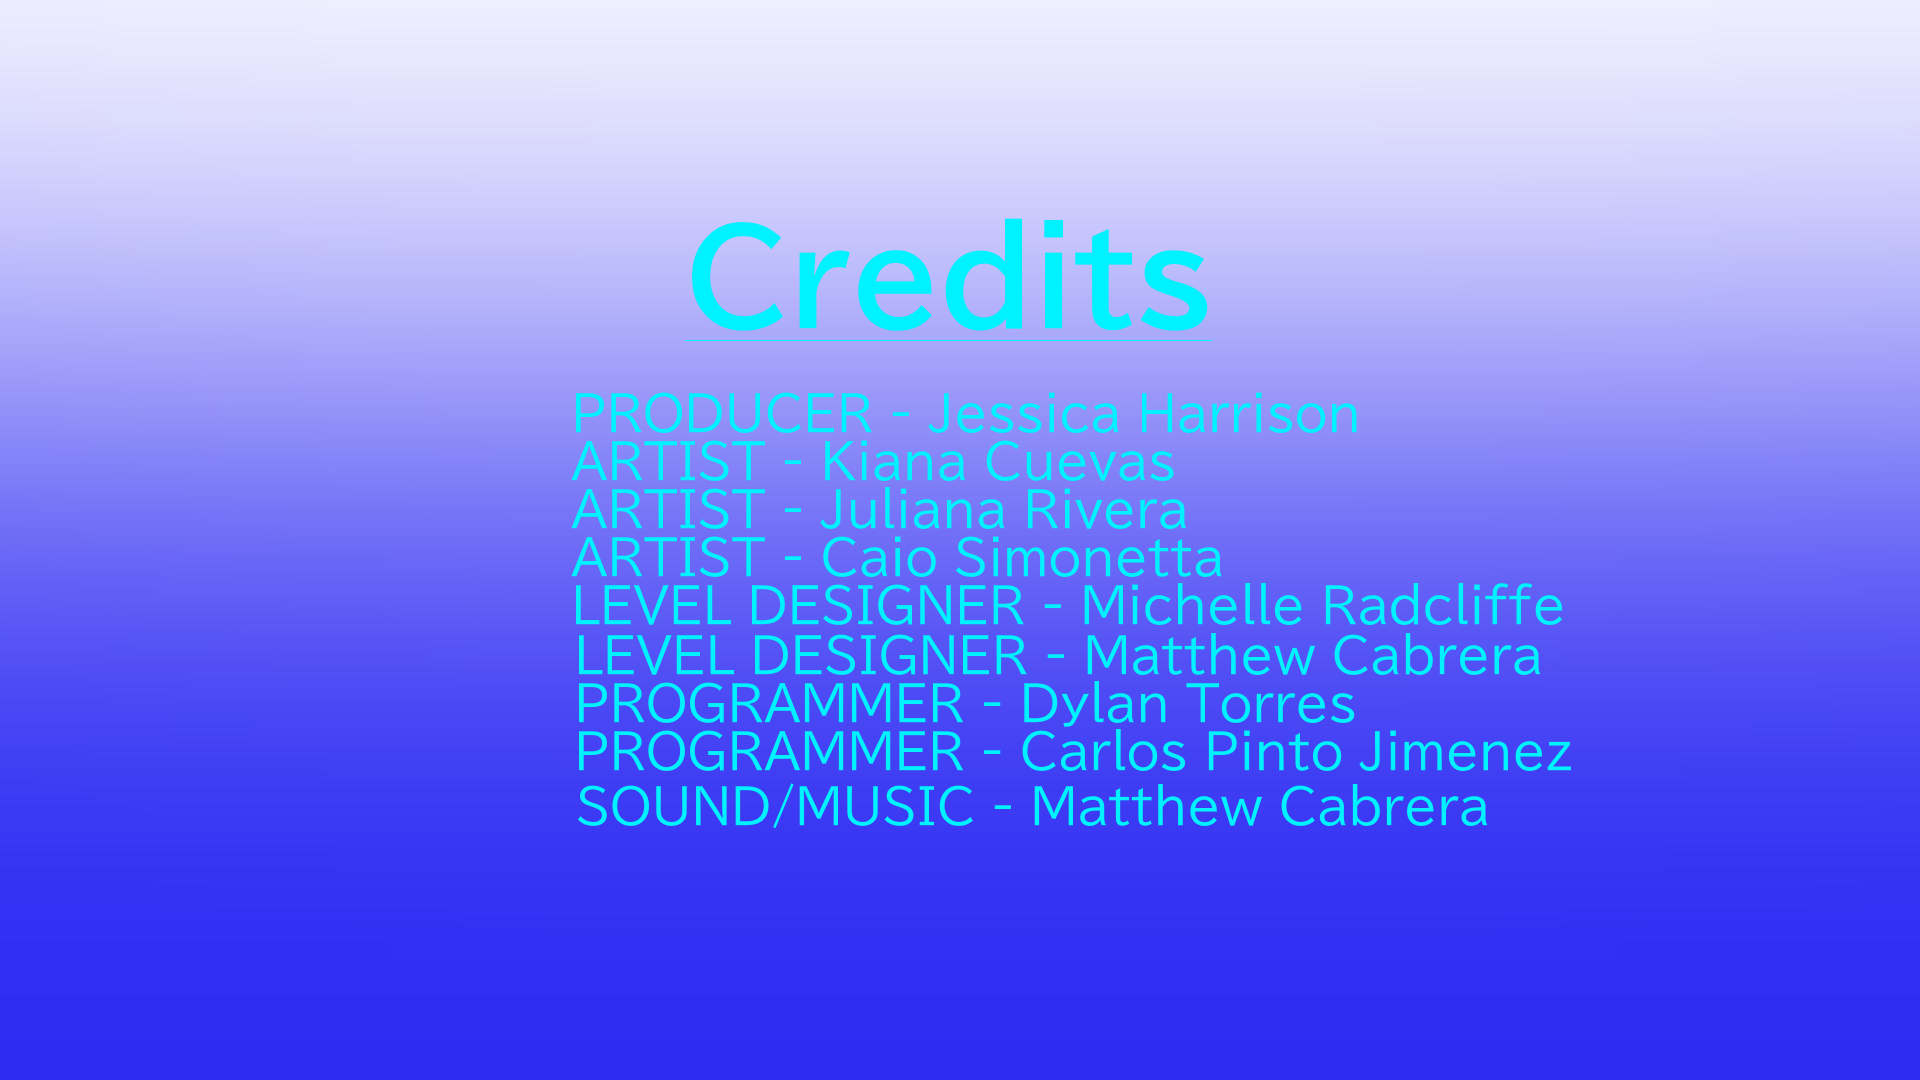 Credits
PRODUCER - Jessica Harrison
ARTIST - Kiana Cuevas
ARTIST - Juliana Rivera
ARTIST - Caio Simonetta
LEVEL DESIGNER - Michelle Radcliffe
LEVEL DESIGNER - Matthew Cabrera
PROGRAMMER - Dylan Torres
PROGRAMMER - Carlos Pinto Jimenez
SOUND/MUSIC - Matthew Cabrera